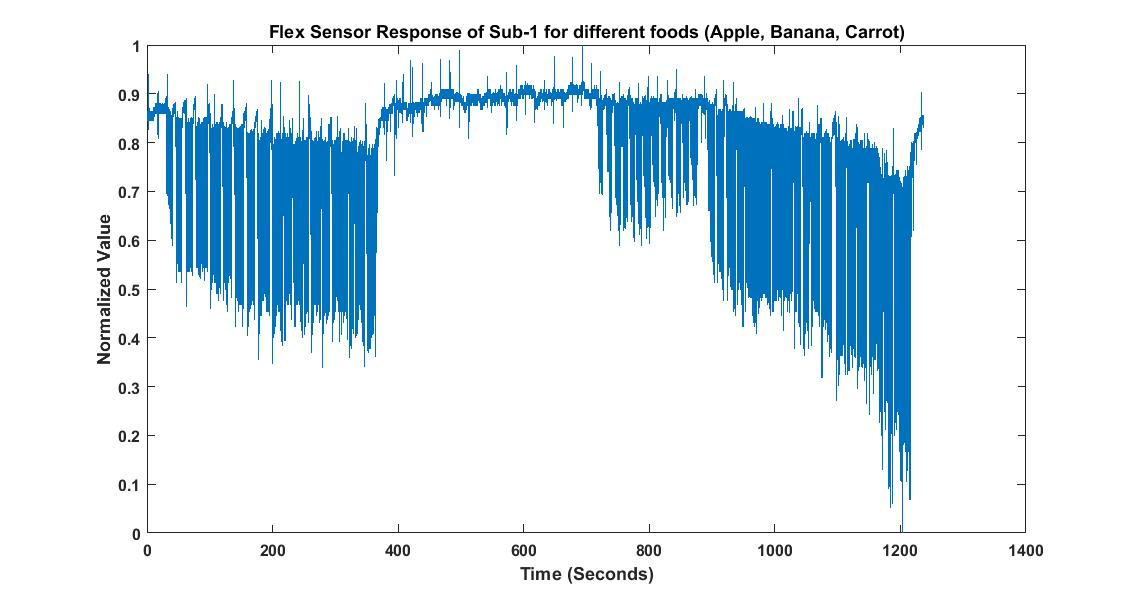 Flex Sensor Response of Sub-1 for different foods (Apple, Banana, Carrot)
1
0.9
0.8
0.7
0.6
0.5
0.4
0.3
0.2
0.1
0
Normalized Value
0 200 400 600 800 1000 1200 1400
Time (Seconds)